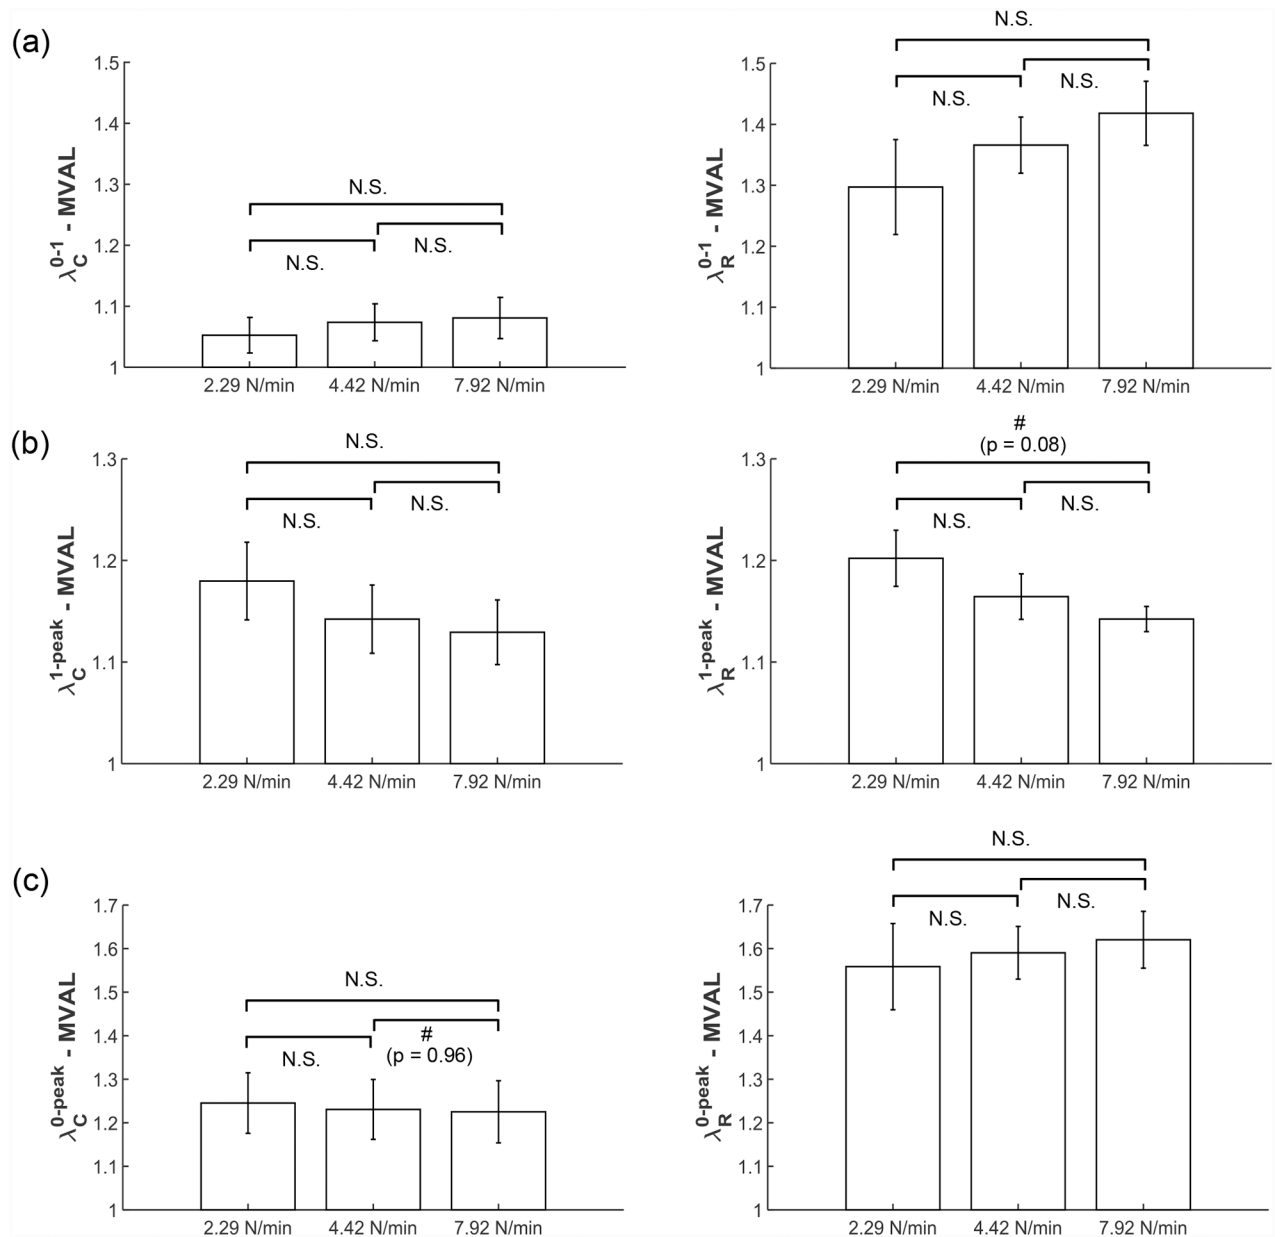 (a)
λC0-1 - MVAL
1.5
1.4
1.3
1.2
1.1
1
N.S.
N.S.
N.S.
2.29 N/min 4.42 N/min 7.92 N/min
λR0-1 - MVAL
1.5
1.4
1.3
1.2
1.1
1
N.S.
N.S.
N.S.
2.29 N/min 4.42 N/min 7.92 N/min
(b)
λC1-peak - MVAL
1.3
1.2
1.1
1
N.S.
N.S.
N.S.
2.29 N/min 4.42 N/min 7.92 N/min
λR1-peak - MVAL
1.3
1.2
1.1
1
#
(p = 0.08)
N.S.
N.S.
2.29 N/min 4.42 N/min 7.92 N/min
(c)
λC0-peak - MVAL
1.7
1.6
1.5
1.4
1.3
1.2
1.1
1
N.S.
#
(p = 0.96)
N.S.
2.29 N/min 4.42 N/min 7.92 N/min
λR0-peak - MVAL
1.7
1.6
1.5
1.4
1.3
1.2
1.1
1
N.S.
N.S.
N.S.
2.29 N/min 4.42 N/min 7.92 N/min